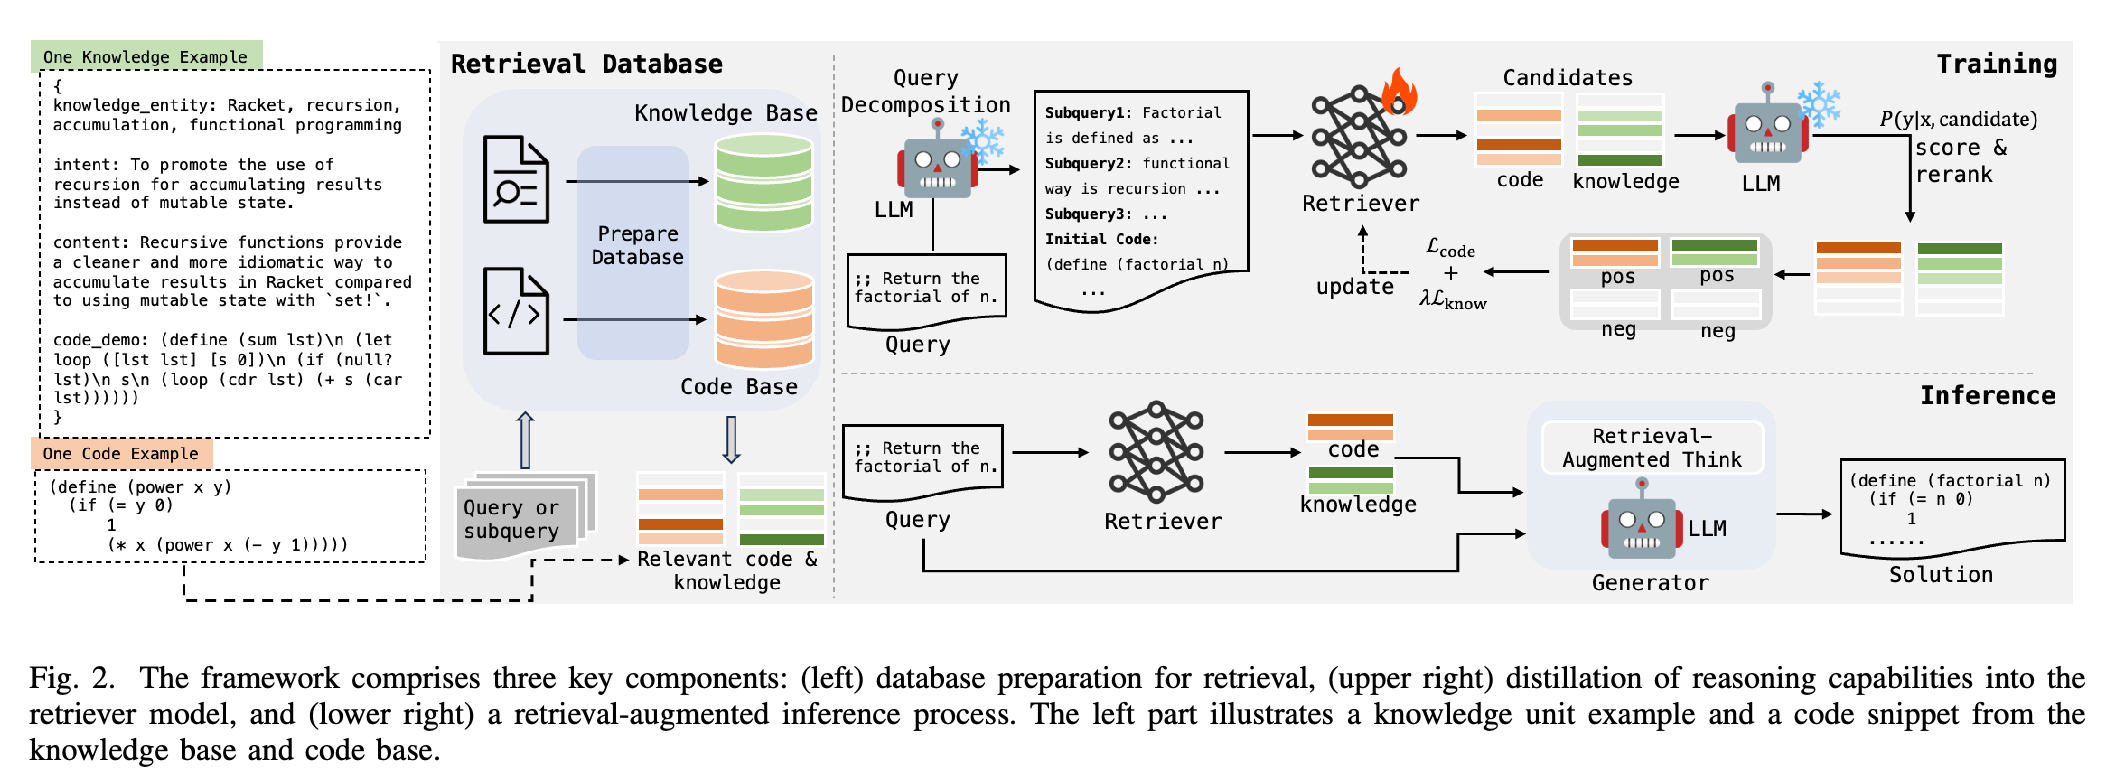 One Knowledge Example
{
knowledge_entity: Racket, recursion,
accumulation, functional programming
intent: To promote the use of
recursion for accumulating results
instead of mutable state.
content: Recursive functions provide
a cleaner and more idiomatic way to
accumulate results in Racket compared
to using mutable state with `set!`.
code_demo: (define (sum lst)\n (let
loop ([lst lst] [s 0])\n (if (null?
lst)\n s\n (loop (cdr lst) (+ s (car
lst))))))
}
One Code Example
(define (power x y)
(if (= y 0)
1
(* x (power x (− y 1)))))
Retrieval Database
Knowledge Base
Prepare
Database
</>
Code Base
Query or
subquery
Relevant code &
knowledge
Training
Query
Decomposition
LLM
;; Return the
factorial of n.
Query
Subquery1: Factorial
is defined as ...
Subquery2: functional
way is recursion ...
Subquery3: ...
Initial Code:
(define (factorial n)
...
Retriever
Candidates
code
knowledge
LLM
P(y|x, candidate)
score &
rerank
pos
pos
neg
neg
ℒcode
+
λℒknow
update
Inference
;; Return the
factorial of n.
Query
Retriever
code
knowledge
Retrieval−
Augmented Think
LLM
Generator
(define (factorial n)
(if (= n 0)
1
......
Solution
Fig. 2. The framework comprises three key components: (left) database preparation for retrieval, (upper right) distillation of reasoning capabilities into the
retriever model, and (lower right) a retrieval-augmented inference process. The left part illustrates a knowledge unit example and a code snippet from the
knowledge base and code base.